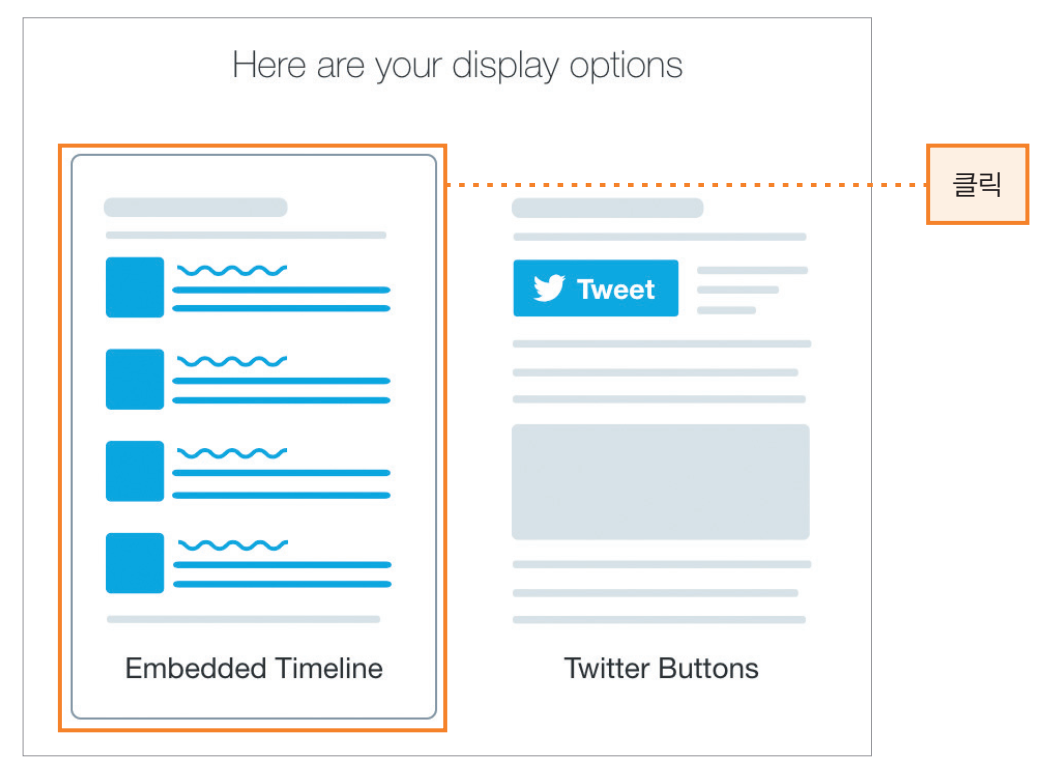 Here are your display options
클릭
Tweet
Embedded Timeline
Twitter Buttons